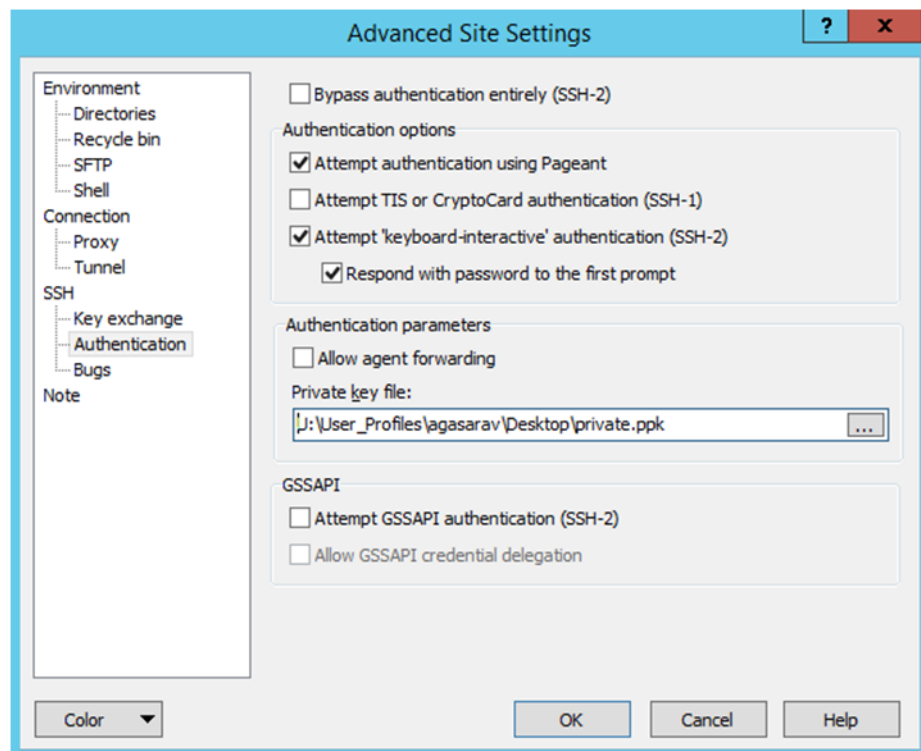 Advanced Site Settings
?
x
Environment
Directories
Recycle bin
SFTP
Shell
Connection
Proxy
Tunnel
SSH
Key exchange
Authentication
Bugs
Note
Bypass authentication entirely (SSH-2)
Authentication options
Attempt authentication using Pageant
Attempt TIS or CryptoCard authentication (SSH-1)
Attempt 'keyboard-interactive' authentication (SSH-2)
Respond with password to the first prompt
Authentication parameters
Allow agent forwarding
Private key file:
U:\User_Profiles\agasarav\Desktop\private.ppk
...
GSSAPI
Attempt GSSAPI authentication (SSH-2)
Allow GSSAPI credential delegation
Color
OK
Cancel
Help